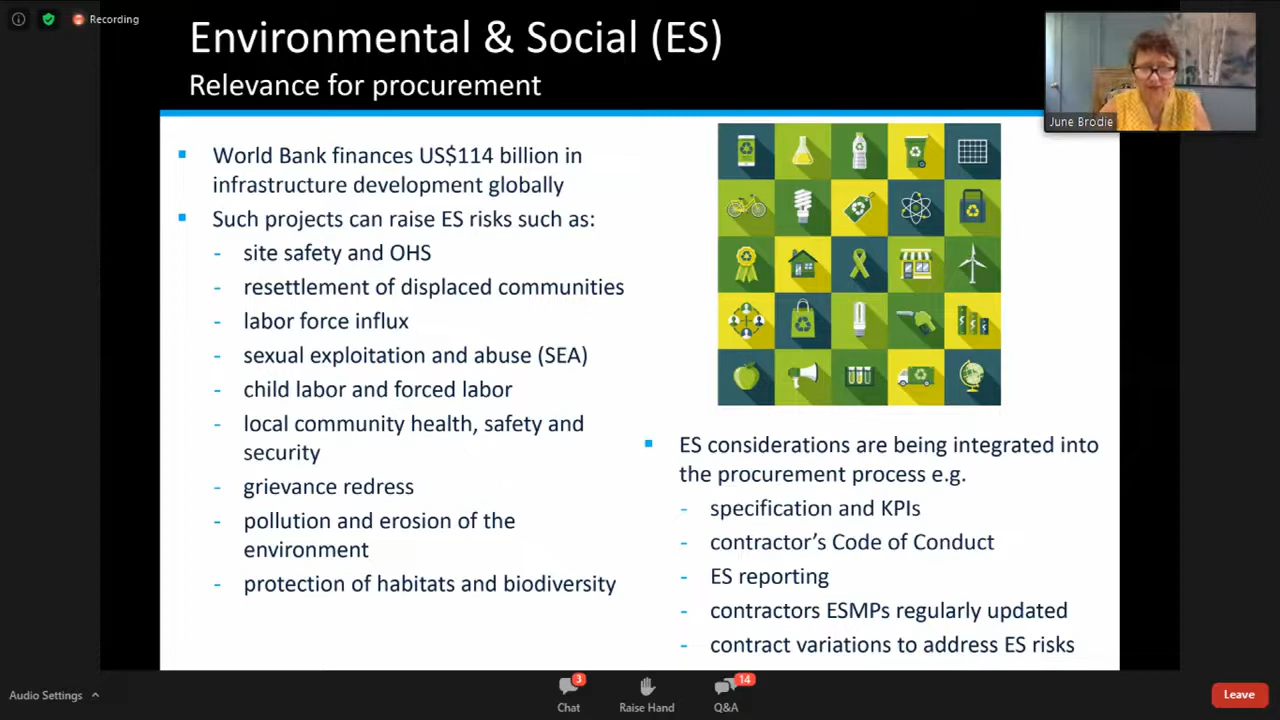 Recording
Environmental & Social (ES)
Relevance for procurement
June Brodie
World Bank finances US$114 billion in
infrastructure development globally
Such projects can raise ES risks such as:
- site safety and OHS
- resettlement of displaced communities
- labor force influx
- sexual exploitation and abuse (SEA)
- child labor and forced labor
- local community health, safety and
security
- grievance redress
- pollution and erosion of the
environment
- protection of habitats and biodiversity
ES considerations are being integrated into
the procurement process e.g.
- specification and KPIs
- contractor's Code of Conduct
- ES reporting
- contractors ESMPs regularly updated
- contract variations to address ES risks
Audio Settings
3
Chat
Raise Hand
14
Q&A
Leave